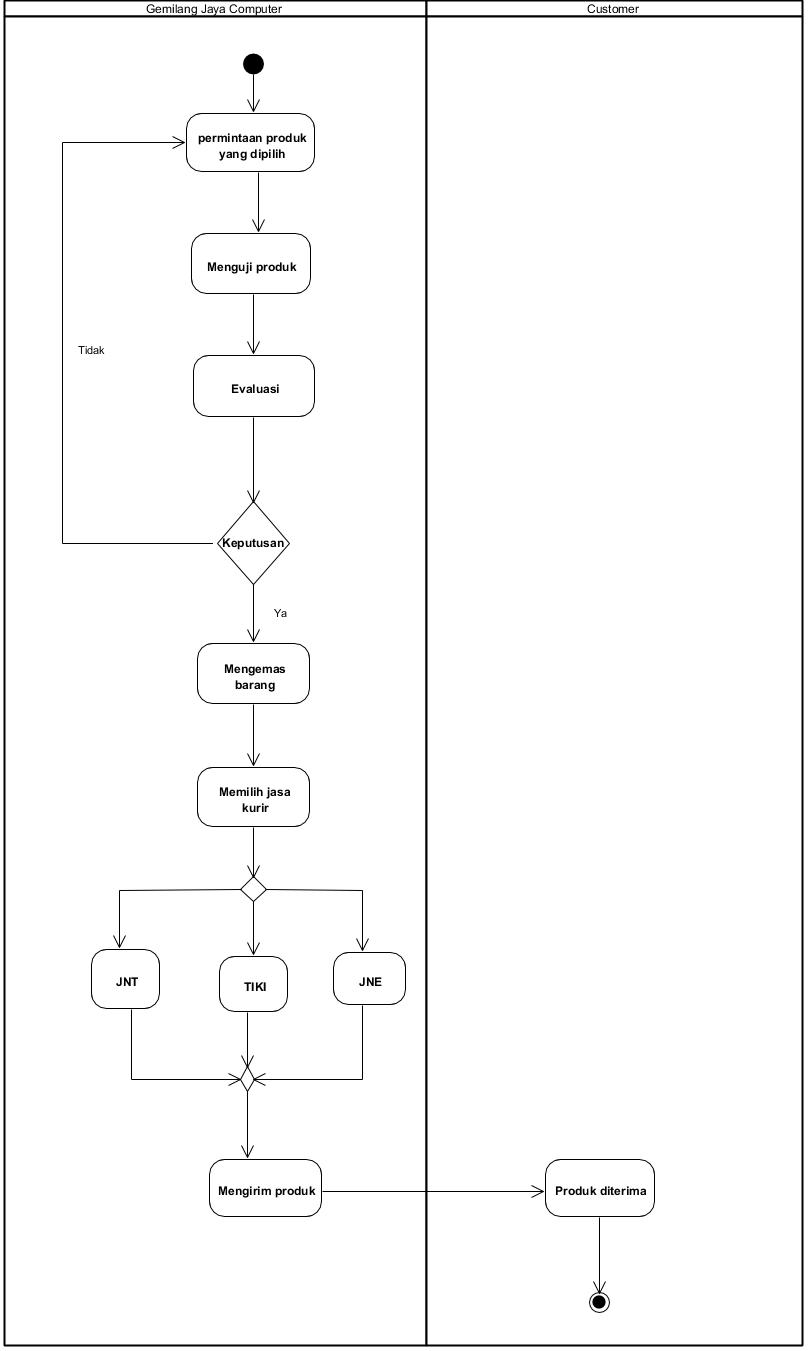 Gemilang Jaya Computer
Customer
permintaan produk
yang dipilih
Menguji produk
Tidak
Evaluasi
Keputusan
Ya
Mengemas
barang
Memilih jasa
kurir
JNT
TIKI
JNE
Mengirim produk
Produk diterima